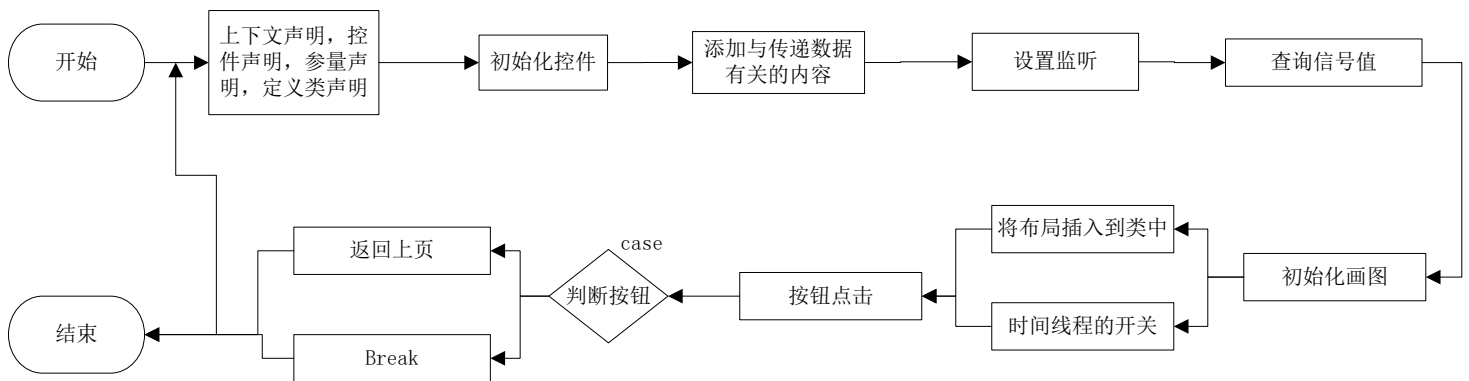 开始
上下文声明，控
件声明，参量声
明，定义类声明
初始化控件
添加与传递数据
有关的内容
设置监听
查询信号值
初始化画图
将布局插入到类中
时间线程的开关
按钮点击
case
判断按钮
返回上页
Break
结束